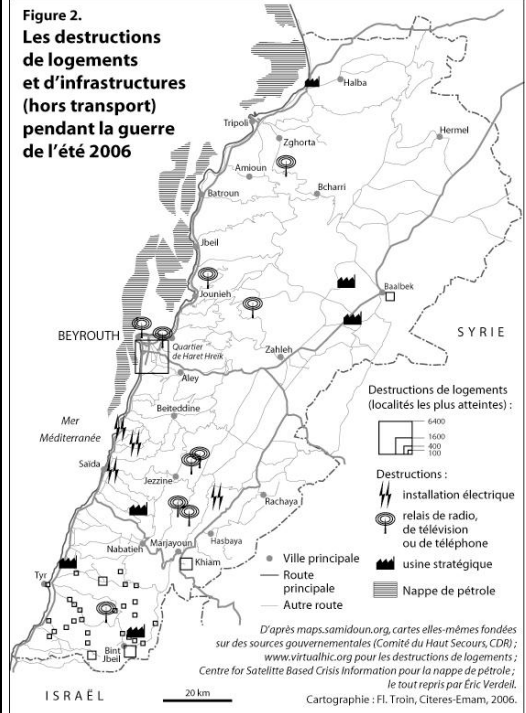 Figure 2.
Les destructions
de logements
et d'infrastructures
(hors transport)
pendant la guerre
de l'été 2006
Halba
Tripoli
Zghorta
Hermel
Amioun
Bcharri
Batroun
Jbeil
Jounieh
Baalbek
BEYROUTH
SYRIE
Quartier
de Haret Hreik
Zahleh
Aley
Beiteddine
Mer
Méditerranée
Saïda
Jezzine
Rachaya
Hasbaya
Nabatieh
Marjayoun
Khiam
Tyr
Bint
Jbeil
ISRAËL
20 km
Destructions de logements
(localités les plus atteintes) :
6400
1600
400
100
Destructions :
installation électrique
relais de radio,
de télévision
ou de téléphone
usine stratégique
Nappe de pétrole
Ville principale
Route
principale
Autre route
D'après maps.samidoun.org, cartes elles-mêmes fondées
sur des sources gouvernementales (Comité du Haut Secours, CDR) ;
www.virtualhic.org pour les destructions de logements ;
Centre for Satelitte Based Crisis Information pour la nappe de pétrole ;
le tout repris par Éric Verdeil.
Cartographie : Fl. Troin, Citeres-Emam, 2006.